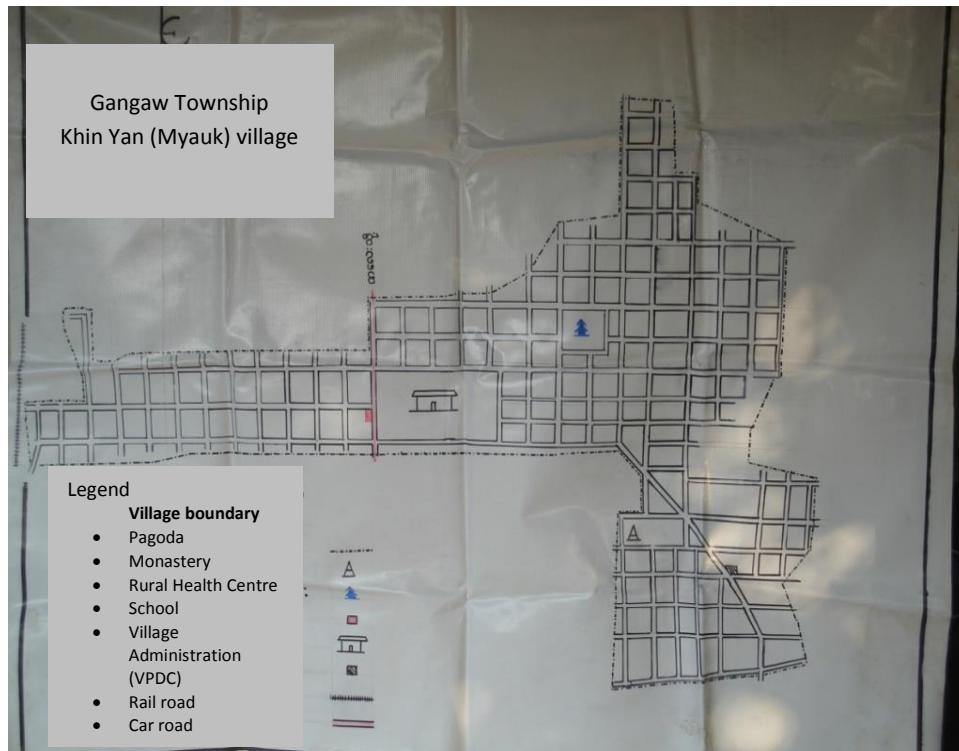 Gangaw Township
Khin Yan (Myauk) village
Legend
Village boundary
• Pagoda
• Monastery
• Rural Health Centre
• School
• Village
Administration
(VPDC)
• Rail road
• Car road